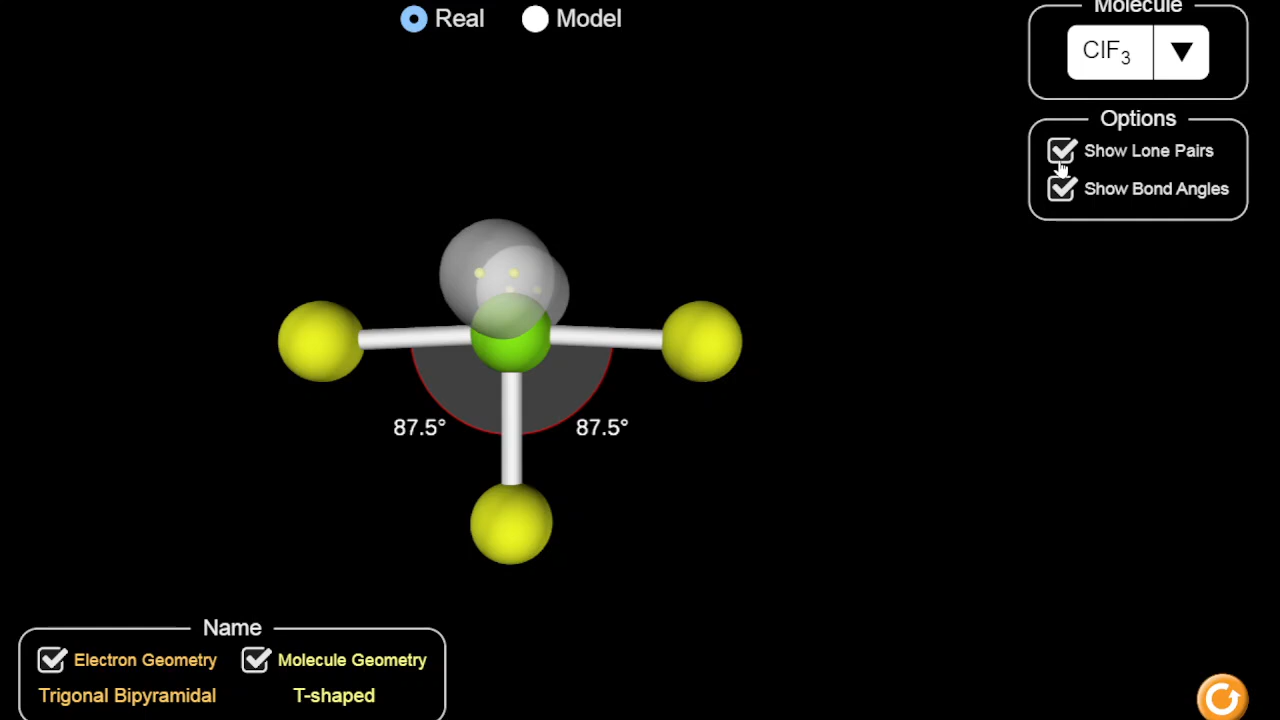 Real
Model
Molecule
ClF₃
Options
Show Lone Pairs
Show Bond Angles
87.5°
87.5°
Name
Electron Geometry
Molecule Geometry
Trigonal Bipyramidal
T-shaped